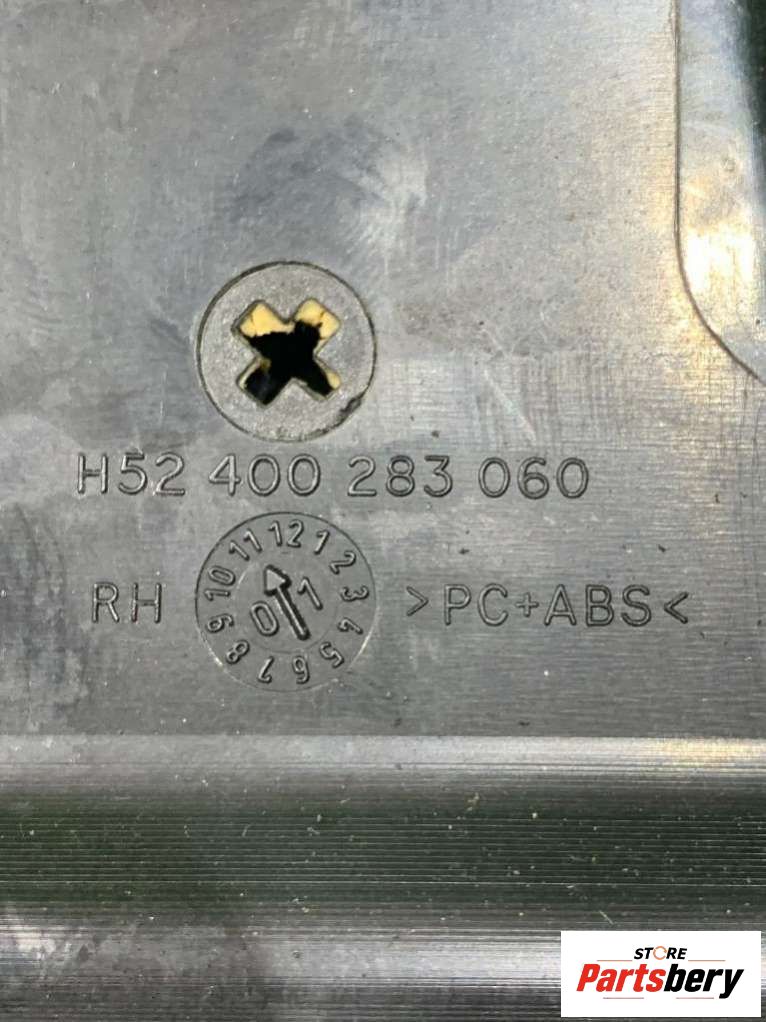 H52 400 283 060
RH
11 12 1 2 3 4 5 6 7 8 9 10
0 1
>PC+ABS<
STORE
Partsbery